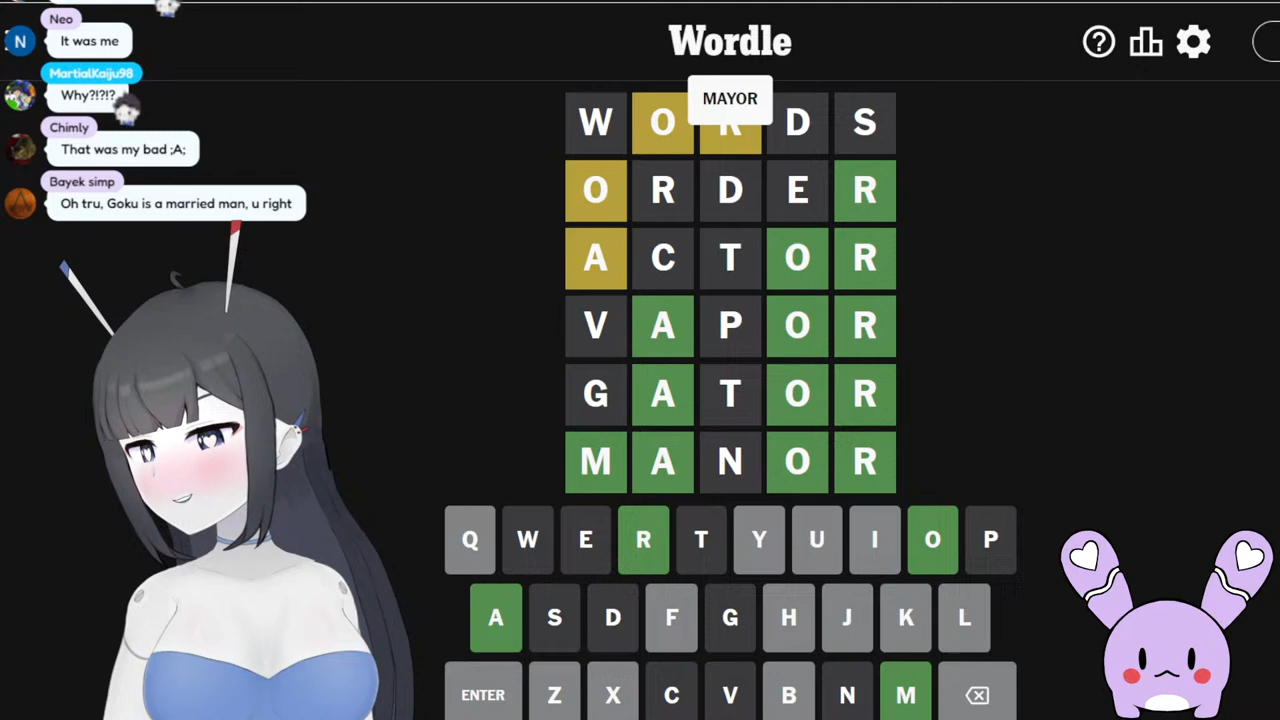 Neo
N
It was me
MartialKaiju98
Why?!?!?
Chimly
That was my bad ;A;
Bayek simp
Oh tru, Goku is a married man, u right
Wordle
?
MAYOR
W O R D S
O R D E R
A C T O R
V A P O R
G A T O R
M A N O R
Q W E R T Y U I O P
A S D F G H J K L
ENTER Z X C V B N M